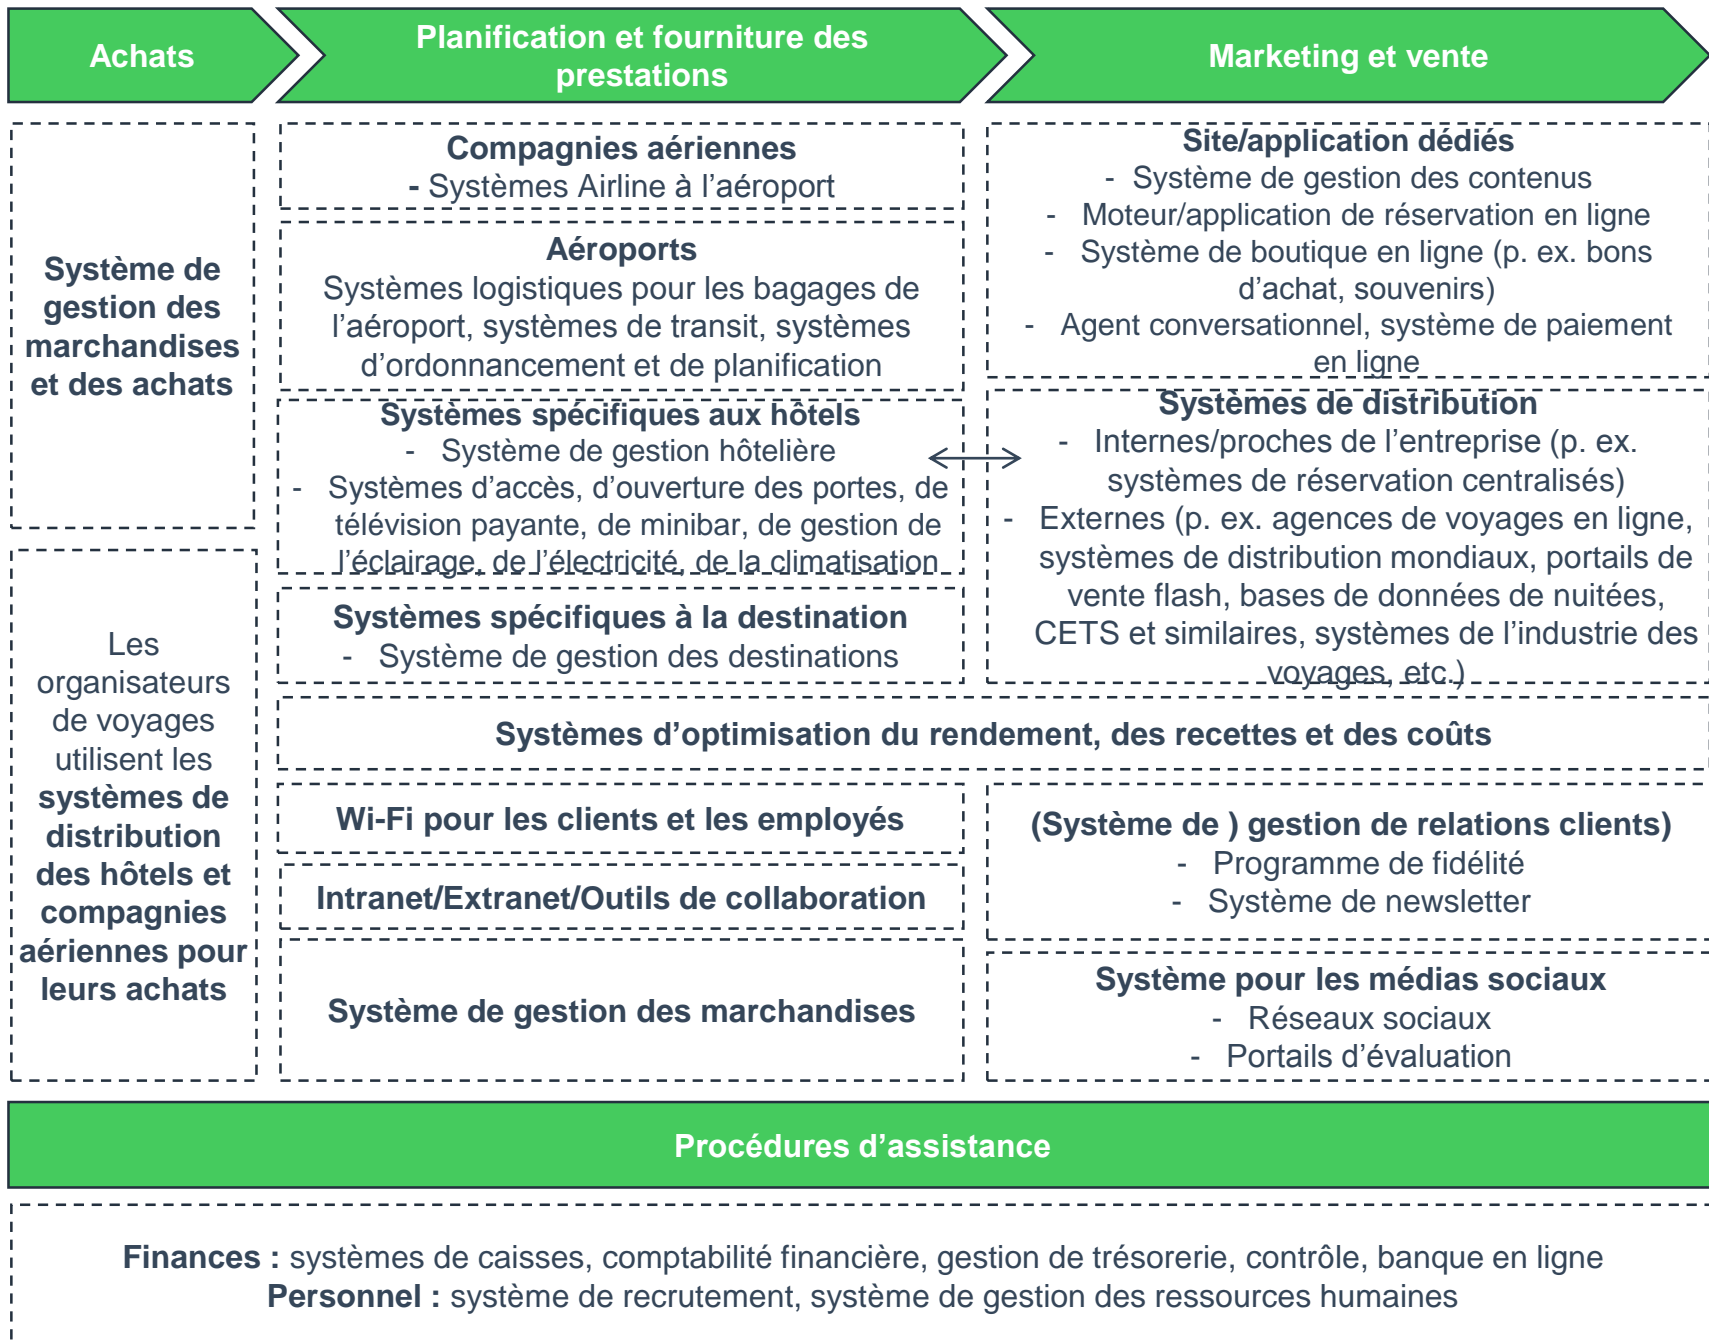 Achats
Planification et fourniture des
prestations
Marketing et vente
Système de
gestion des
marchandises
et des achats
Les
organisateurs
de voyages
utilisent les
systèmes de
distribution
des hôtels et
compagnies
aériennes pour
leurs achats
Compagnies aériennes
- Systèmes Airline à l’aéroport
Aéroports
Systèmes logistiques pour les bagages de
l’aéroport, systèmes de transit, systèmes
d’ordonnancement et de planification
Systèmes spécifiques aux hôtels
- Système de gestion hôtelière
- Systèmes d’accès, d’ouverture des portes, de
télévision payante, de minibar, de gestion de
l’éclairage, de l’électricité, de la climatisation
Systèmes spécifiques à la destination
- Système de gestion des destinations
Site/application dédiés
- Système de gestion des contenus
- Moteur/application de réservation en ligne
- Système de boutique en ligne (p. ex. bons
d’achat, souvenirs)
- Agent conversationnel, système de paiement
en ligne
Systèmes de distribution
- Internes/proches de l’entreprise (p. ex.
systèmes de réservation centralisés)
- Externes (p. ex. agences de voyages en ligne,
systèmes de distribution mondiaux, portails de
vente flash, bases de données de nuitées,
CETS et similaires, systèmes de l’industrie des
voyages, etc.)
Systèmes d’optimisation du rendement, des recettes et des coûts
Wi-Fi pour les clients et les employés
Intranet/Extranet/Outils de collaboration
Système de gestion des marchandises
(Système de ) gestion de relations clients)
- Programme de fidélité
- Système de newsletter
Système pour les médias sociaux
- Réseaux sociaux
- Portails d’évaluation
Procédures d’assistance
Finances : systèmes de caisses, comptabilité financière, gestion de trésorerie, contrôle, banque en ligne
Personnel : système de recrutement, système de gestion des ressources humaines